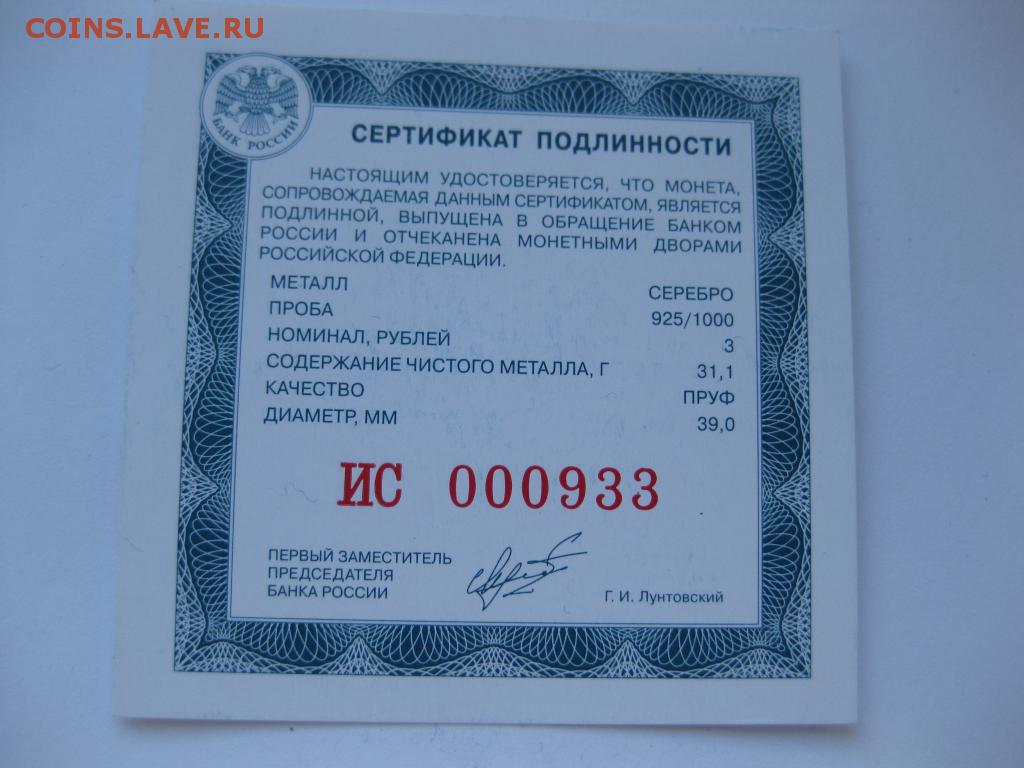 COINS.LAVE.RU
БАНК РОССИИ
СЕРТИФИКАТ ПОДЛИННОСТИ
НАСТОЯЩИМ УДОСТОВЕРЯЕТСЯ, ЧТО МОНЕТА,
СОПРОВОЖДАЕМАЯ ДАННЫМ СЕРТИФИКАТОМ, ЯВЛЯЕТСЯ
ПОДЛИННОЙ, ВЫПУЩЕНА В ОБРАЩЕНИЕ БАНКОМ
РОССИИ И ОТЧЕКАНЕНА МОНЕТНЫМИ ДВОРАМИ
РОССИЙСКОЙ ФЕДЕРАЦИИ.
МЕТАЛЛ СЕРЕБРО
ПРОБА 925/1000
НОМИНАЛ, РУБЛЕЙ 3
СОДЕРЖАНИЕ ЧИСТОГО МЕТАЛЛА, Г 31,1
КАЧЕСТВО ПРУФ
ДИАМЕТР, ММ 39,0
ИС 000933
ПЕРВЫЙ ЗАМЕСТИТЕЛЬ
ПРЕДСЕДАТЕЛЯ
БАНКА РОССИИ Г. И. Лунтовский